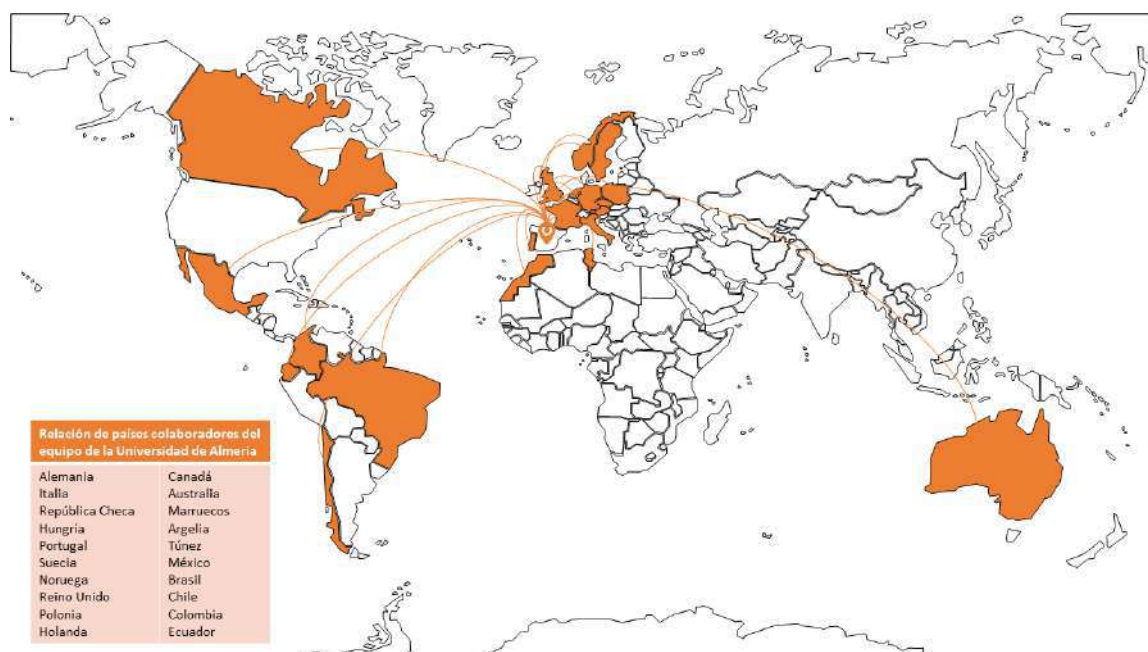 Relación de países colaboradores del
equipo de la Universidad de Almería
Alemania
Italia
República Checa
Hungría
Portugal
Suecia
Noruega
Reino Unido
Polonia
Holanda
Canadá
Australia
Marruecos
Argelia
Túnez
México
Brasil
Chile
Colombia
Ecuador